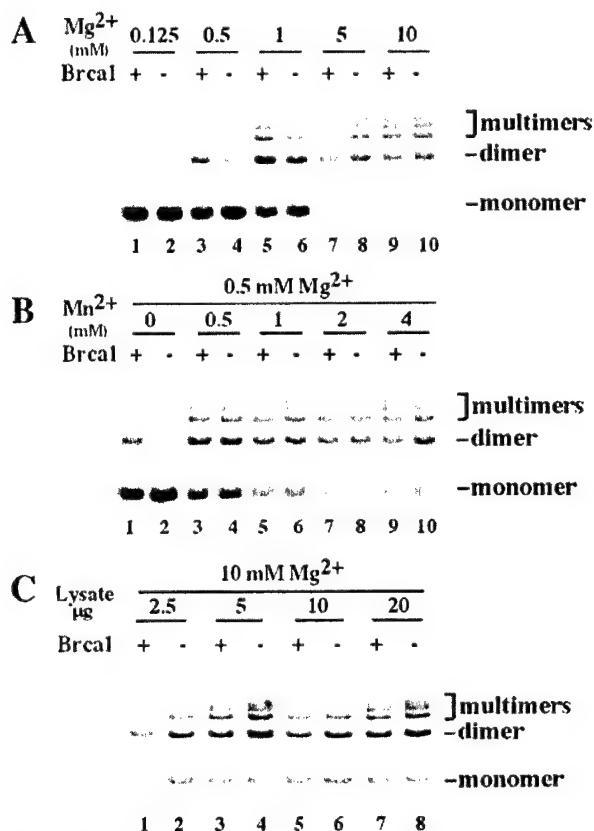 A
Mg2+ 0.125 0.5 1 5 10
(mM)
Brca1 + - + - + - + - + -
]multimers
-dimer
-monomer
1 2 3 4 5 6 7 8 9 10
B
0.5 mM Mg2+
Mn2+ 0 0.5 1 2 4
(mM)
Brca1 + - + - + - + - + -
]multimers
-dimer
-monomer
1 2 3 4 5 6 7 8 9 10
C
10 mM Mg2+
Lysate 2.5 5 10 20
µg
Brca1 + - + - + - + -
]multimers
-dimer
-monomer
1 2 3 4 5 6 7 8